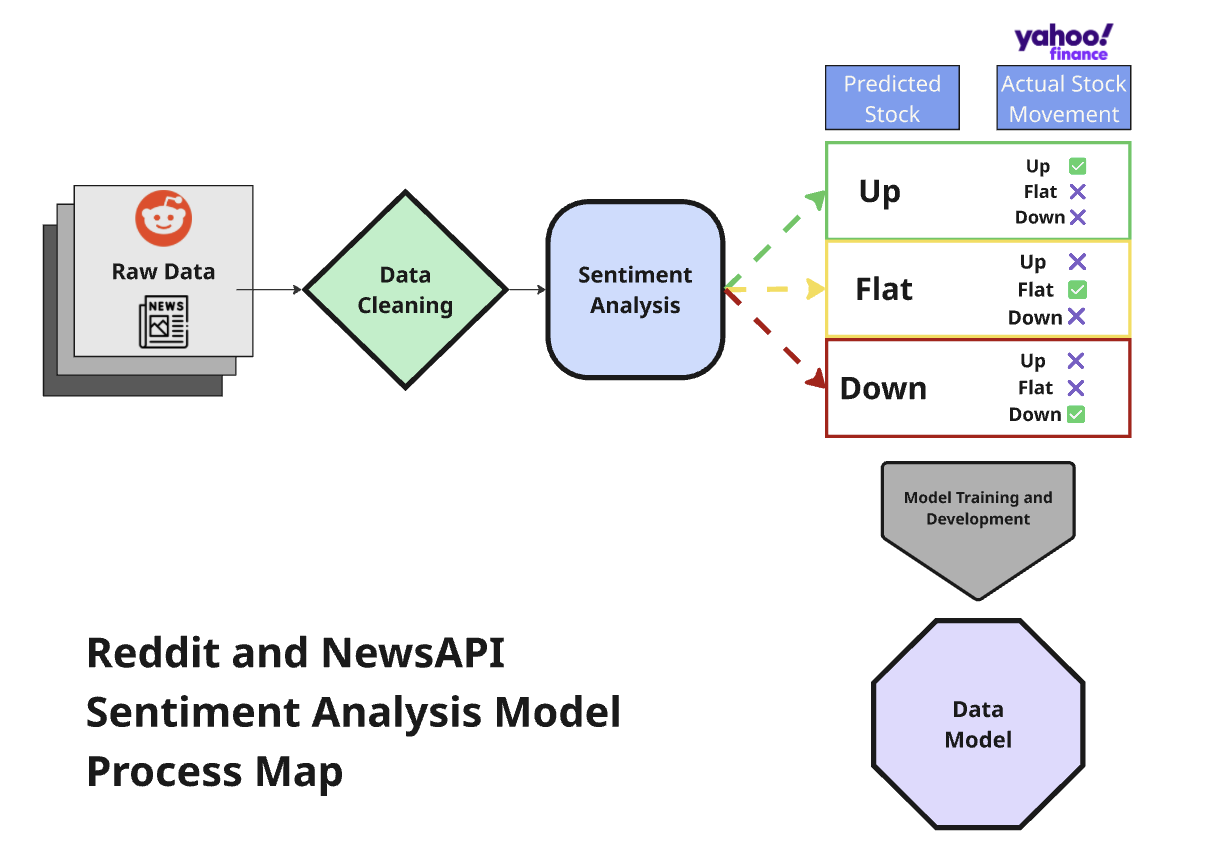 yahoo!
finance
Predicted
Stock
Actual Stock
Movement
Raw Data
NEWS
Data
Cleaning
Sentiment
Analysis
Up
Up
Flat
Down
Flat
Up
Flat
Down
Down
Up
Flat
Down
Model Training and
Development
Data
Model
Reddit and NewsAPI
Sentiment Analysis Model
Process Map